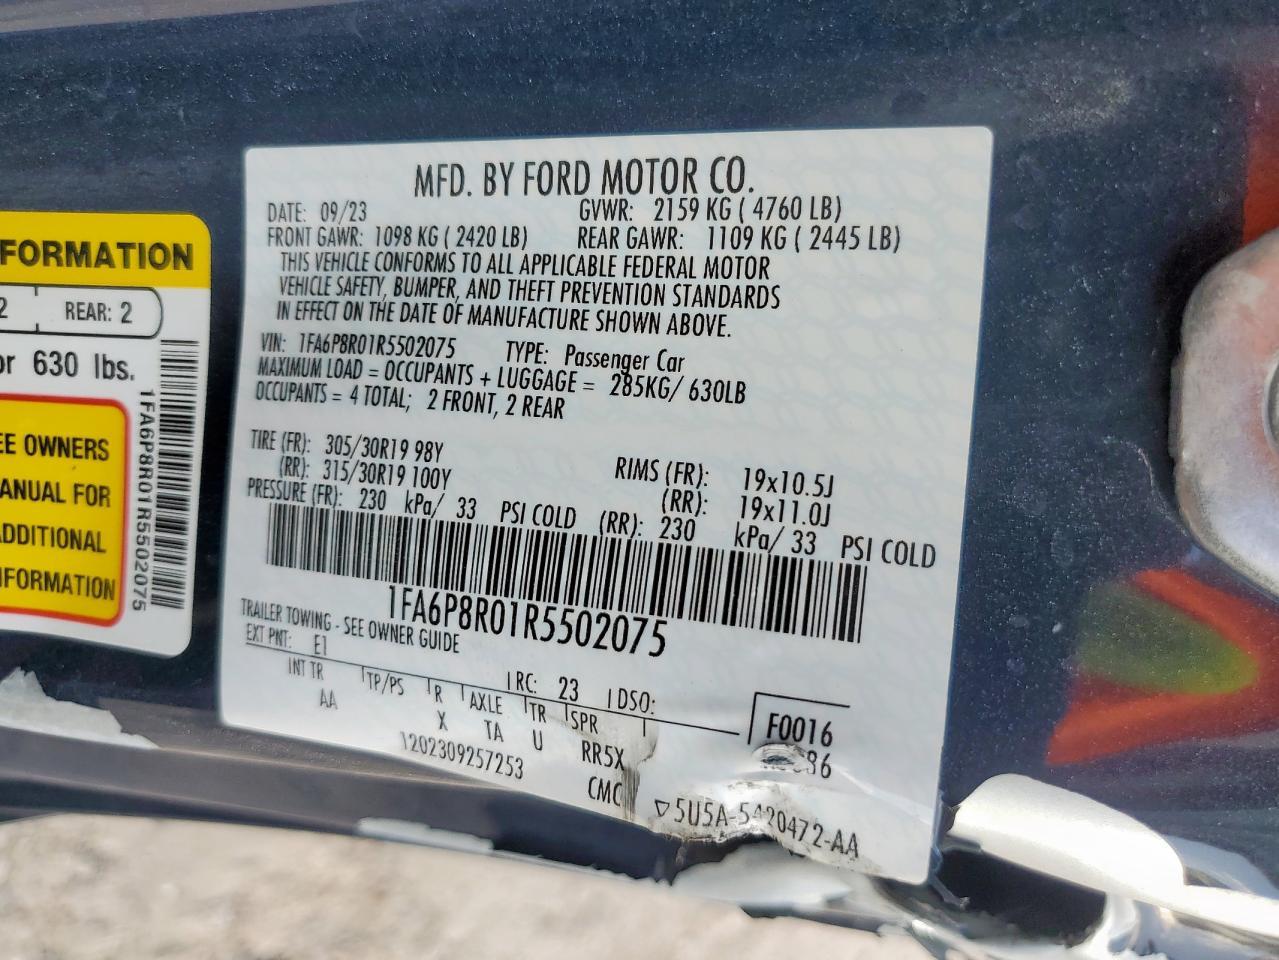 MFD. BY FORD MOTOR CO.
DATE: 09/23 GVWR: 2159 KG ( 4760 LB)
FRONT GAWR: 1098 KG ( 2420 LB) REAR GAWR: 1109 KG ( 2445 LB)
THIS VEHICLE CONFORMS TO ALL APPLICABLE FEDERAL MOTOR
VEHICLE SAFETY, BUMPER, AND THEFT PREVENTION STANDARDS
IN EFFECT ON THE DATE OF MANUFACTURE SHOWN ABOVE.
VIN: 1FA6P8R01R5502075 TYPE: Passenger Car
MAXIMUM LOAD = OCCUPANTS + LUGGAGE = 285KG/ 630LB
OCCUPANTS = 4 TOTAL; 2 FRONT, 2 REAR
TIRE (FR): 305/30R19 98Y RIMS (FR): 19x10.5J
(RR): 315/30R19 100Y (RR): 19x11.0J
PRESSURE (FR): 230 kPa/ 33 PSI COLD (RR): 230 kPa/ 33 PSI COLD
1FA6P8R01R5502075
TRAILER TOWING - SEE OWNER GUIDE
EXT PNT: E1 RC: 23 DSO:
INT TR TP/PS R AXLE TR SPR F0016
AA X TA U RR5X
1202309257253 CMC
▽5U5A-5420472-AA
FORMATION
2 REAR: 2
or 630 lbs.
EE OWNERS
ANUAL FOR
ADDITIONAL
NFORMATION
1FA6P8R01R5502075